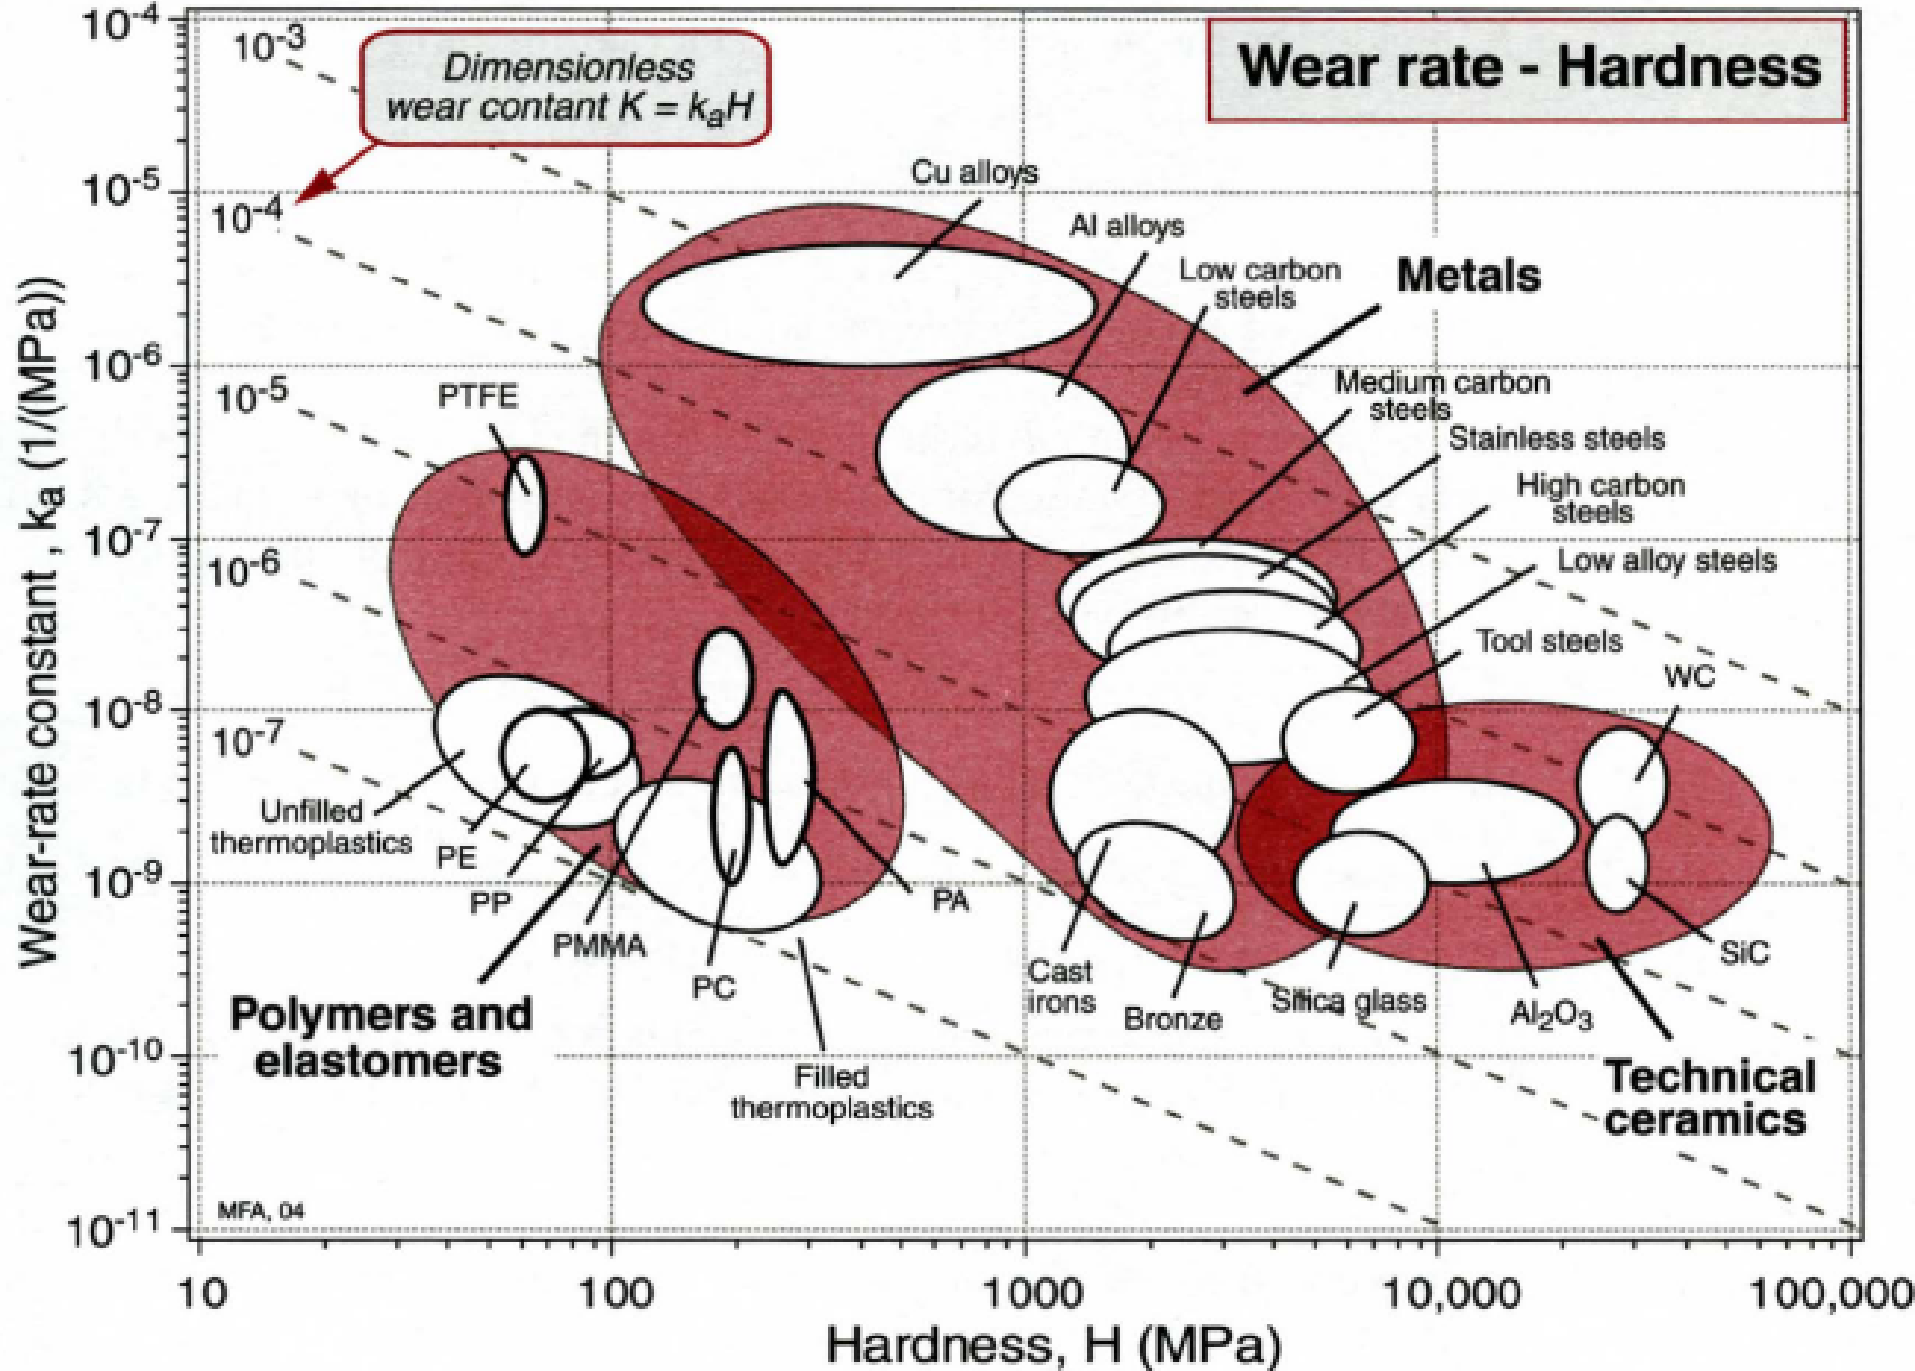 Wear rate - Hardness
Dimensionless
wear contant K = kₐH
10⁻³
10⁻⁴
10⁻⁵
10⁻⁶
10⁻⁷
Wear-rate constant , kₐ (1/(MPa))
10⁻⁴
10⁻⁵
10⁻⁶
10⁻⁷
10⁻⁸
10⁻⁹
10⁻¹⁰
10⁻¹¹
Cu alloys
Al alloys
Low carbon
steels
Metals
Medium carbon
steels
Stainless steels
High carbon
steels
Low alloy steels
Tool steels
WC
PTFE
Unfilled
thermoplastics
PE
PP
PMMA
PC
PA
Polymers and
elastomers
Filled
thermoplastics
Cast
irons
Bronze
Silica glass
Al₂O₃
SiC
Technical
ceramics
MFA, 04
10
100
1000
10,000
100,000
Hardness, H (MPa)